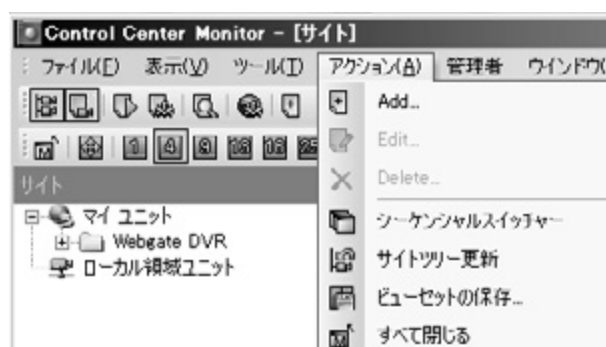 Control Center Monitor - [サイト]
ファイル(F) 表示(V) ツール(T) アクション(A) 管理者 ウインドウ(
1 4 9
Add...
Edit...
Delete...
サイト
マイ ユニット
Webgate DVR
ローカル領域ユニット
シーケンシャルスイッチャー
サイトツリー更新
ビューセットの保存...
すべて閉じる